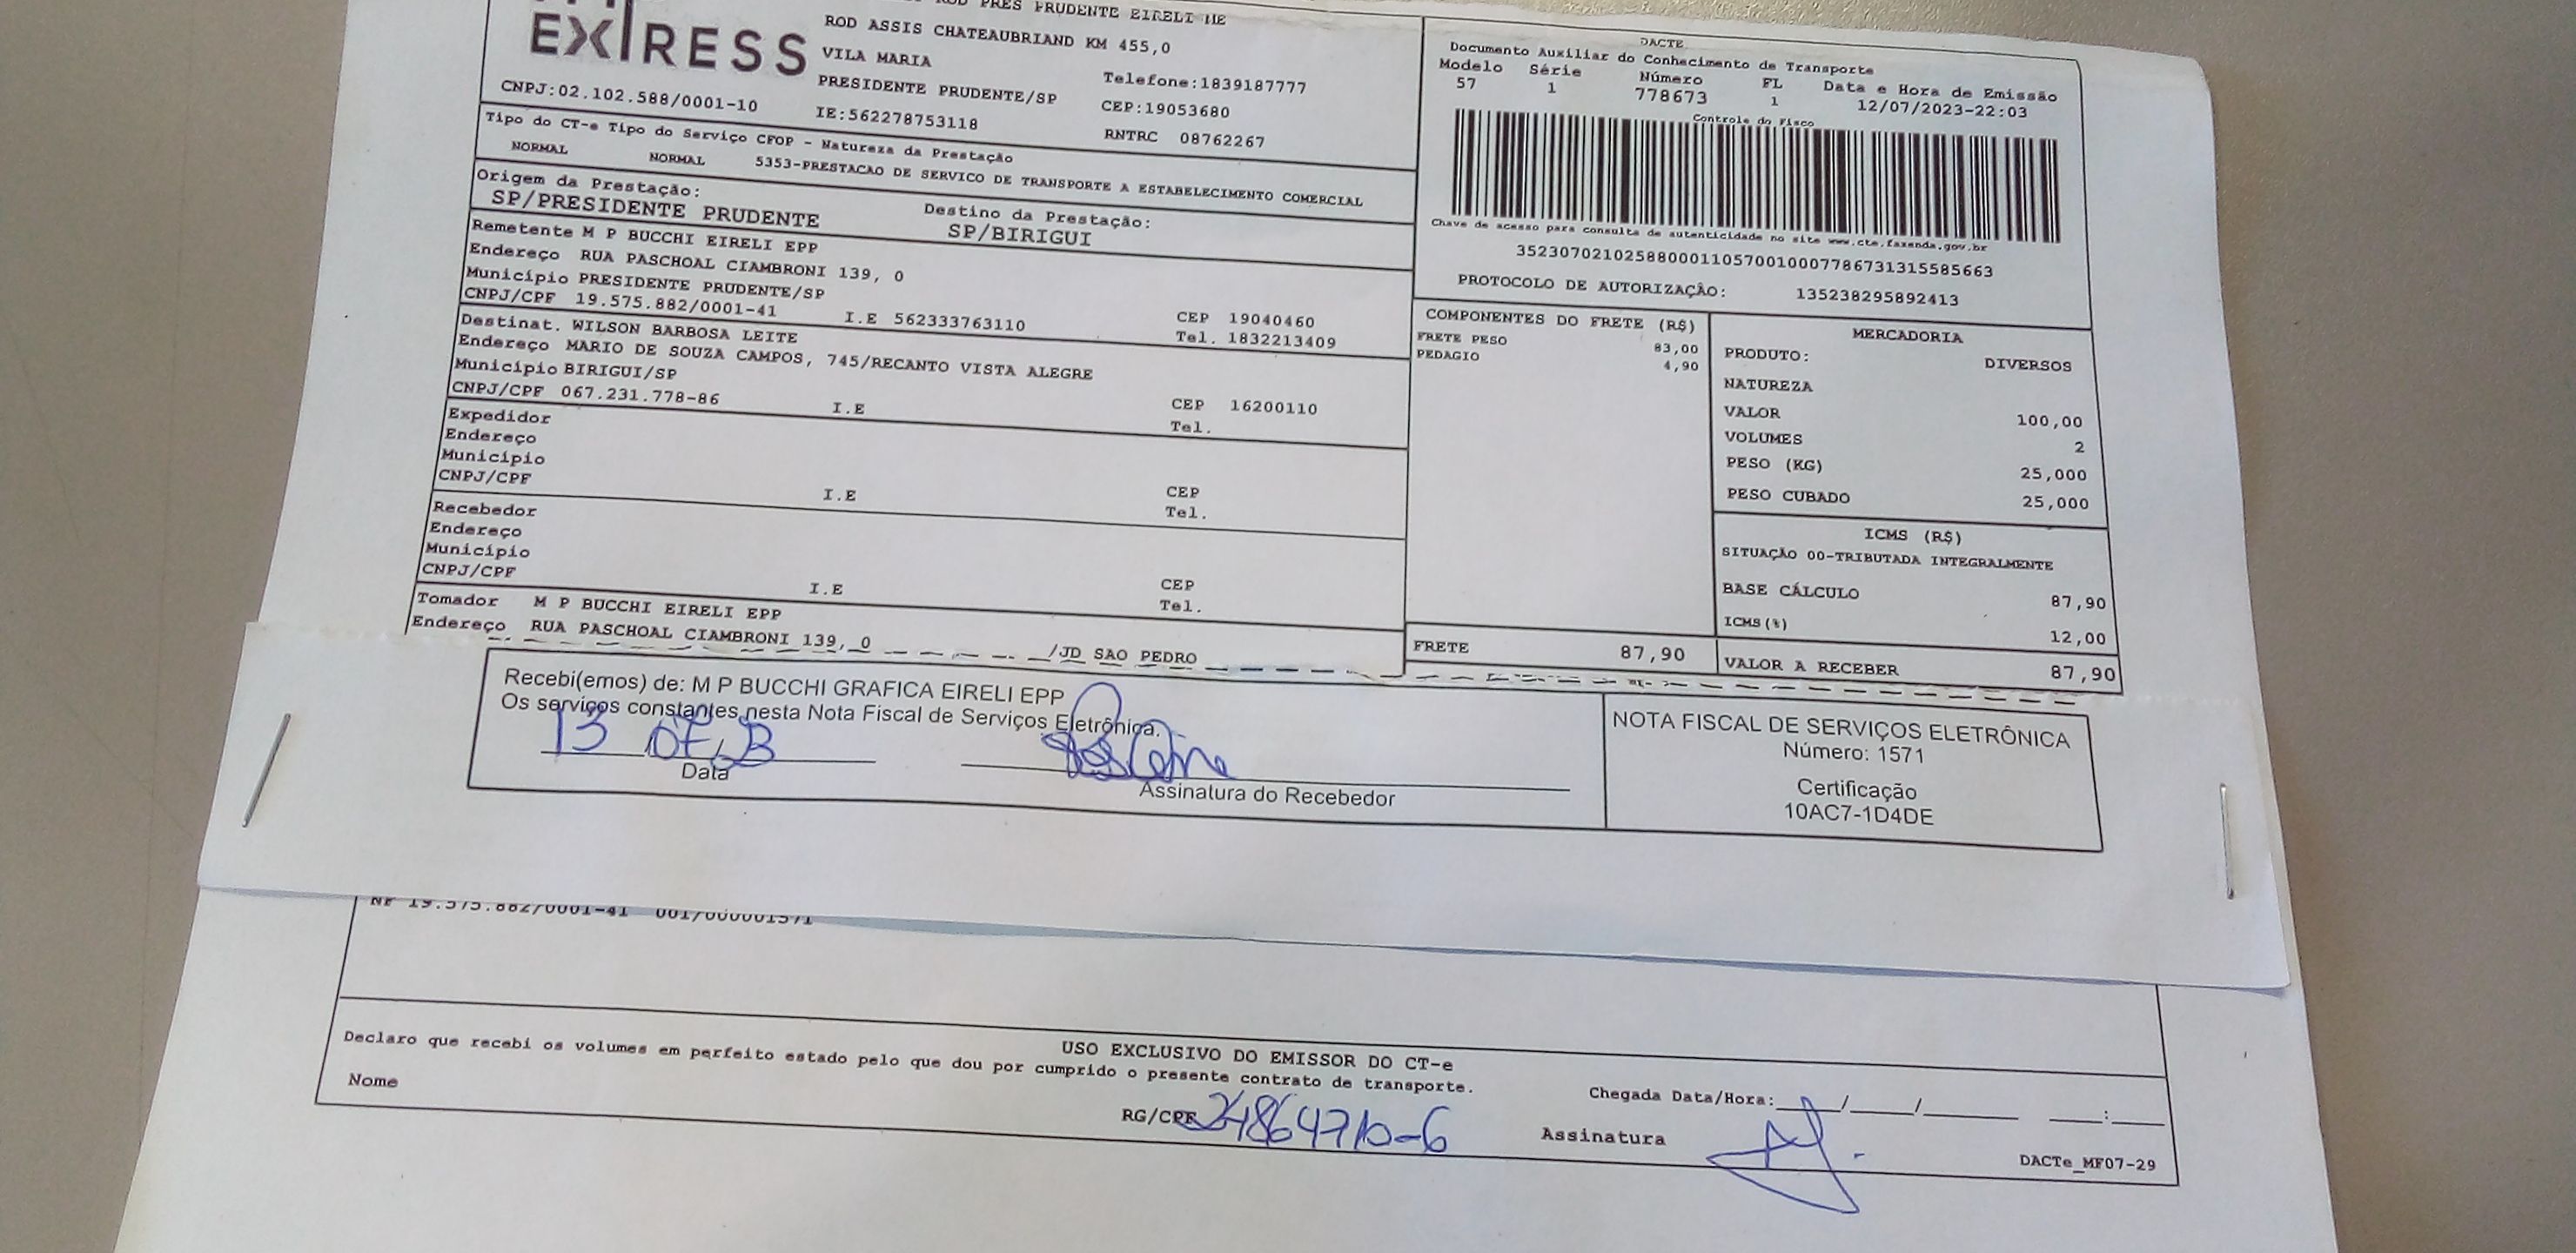 ROD PRES PRUDENTE EIRELI ME
EXPRESS
ROD ASSIS CHATEAUBRIAND KM 455,0
VILA MARIA
PRESIDENTE PRUDENTE/SP
Telefone:1839187777
CNPJ:02.102.588/0001-10
IE:562278753118
CEP:19053680
RNTRC 08762267
Tipo do CT-e Tipo do Serviço CFOP - Natureza da Prestação
NORMAL NORMAL 5353-PRESTACAO DE SERVICO DE TRANSPORTE A ESTABELECIMENTO COMERCIAL
Origem da Prestação: Destino da Prestação:
SP/PRESIDENTE PRUDENTE SP/BIRIGUI
Remetente M P BUCCHI EIRELI EPP
Endereço RUA PASCHOAL CIAMBRONI 139, 0
Município PRESIDENTE PRUDENTE/SP CEP 19040460
CNPJ/CPF 19.575.882/0001-41 I.E 562333763110 Tel. 1832213409
Destinat. WILSON BARBOSA LEITE
Endereço MARIO DE SOUZA CAMPOS, 745/RECANTO VISTA ALEGRE
Município BIRIGUI/SP CEP 16200110
CNPJ/CPF 067.231.778-86 I.E Tel.
Expedidor
Endereço
Município CEP
CNPJ/CPF I.E Tel.
Recebedor
Endereço
Município CEP
CNPJ/CPF I.E Tel.
Tomador M P BUCCHI EIRELI EPP
Endereço RUA PASCHOAL CIAMBRONI 139, 0 /JD SAO PEDRO
DACTE
Documento Auxiliar do Conhecimento de Transporte
Modelo Série Número FL Data e Hora de Emissão
57 1 778673 1 12/07/2023-22:03
Controle do Fisco
Chave de acesso para consulta de autenticidade no site www.cte.fazenda.gov.br
35230702102588000110570010007786731315585663
PROTOCOLO DE AUTORIZAÇÂO: 135238295892413
COMPONENTES DO FRETE (R$)
FRETE PESO 83,00
PEDAGIO 4,90
FRETE 87,90
MERCADORIA
PRODUTO: DIVERSOS
NATUREZA
VALOR 100,00
VOLUMES 2
PESO (KG) 25,000
PESO CUBADO 25,000
ICMS (R$)
SITUAÇÃO 00-TRIBUTADA INTEGRALMENTE
BASE CÁLCULO 87,90
ICMS(%) 12,00
VALOR A RECEBER 87,90
Recebi(emos) de: M P BUCCHI GRAFICA EIRELI EPP
Os serviços constantes nesta Nota Fiscal de Serviços Eletrônica.
13 07
Data Assinatura do Recebedor
NOTA FISCAL DE SERVIÇOS ELETRÔNICA
Número: 1571
Certificação
10AC7-1D4DE
NF 19.575.882/0001-41 001/000001571
USO EXCLUSIVO DO EMISSOR DO CT-e
Declaro que recebi os volumes em perfeito estado pelo que dou por cumprido o presente contrato de transporte.
Chegada Data/Hora:____/____/______ ___:___
Nome RG/CPF 24864710-6 Assinatura
DACTe_MF07-29